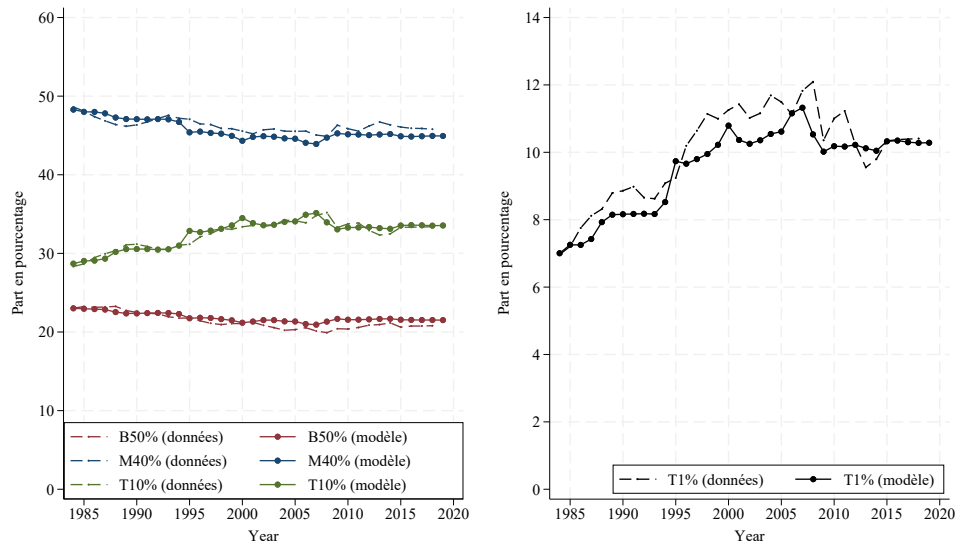 60
50
40
30
20
10
0
Part en pourcentage
B50% (données) B50% (modèle)
M40% (données) M40% (modèle)
T10% (données) T10% (modèle)
1985 1990 1995 2000 2005 2010 2015 2020
Year
14
12
10
8
6
4
2
0
Part en pourcentage
T1% (données) T1% (modèle)
1985 1990 1995 2000 2005 2010 2015 2020
Year